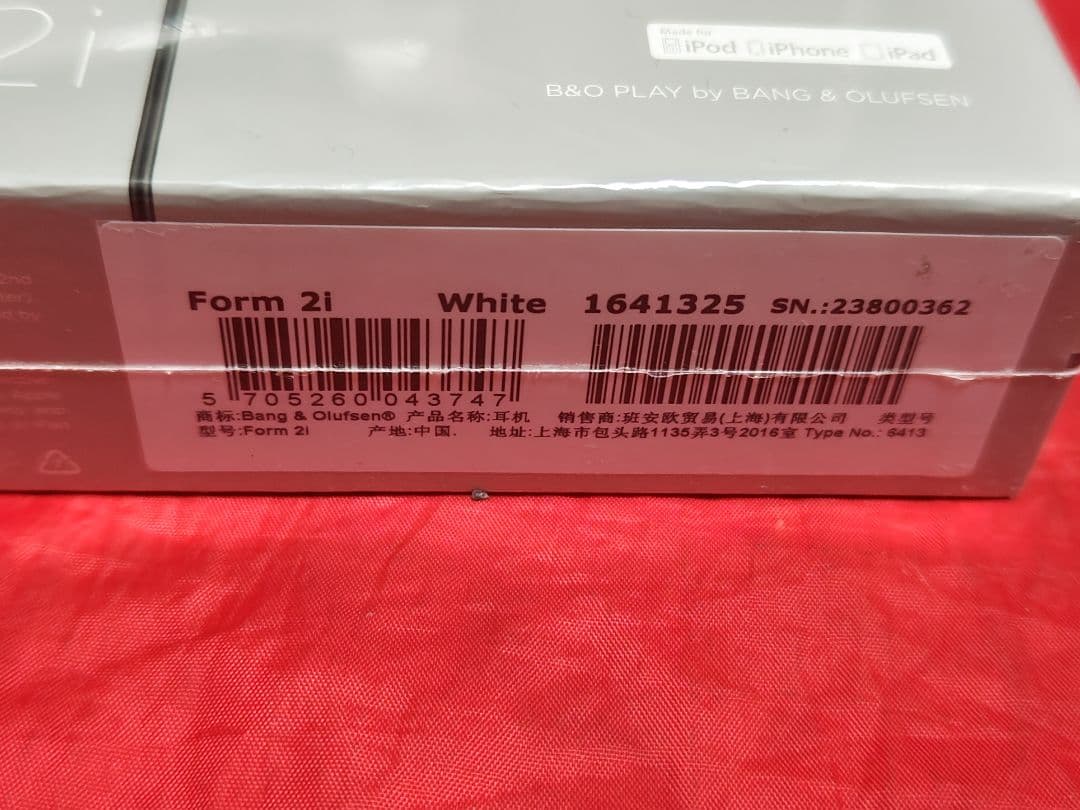 2i
Made for
iPod iPhone iPad
B&O PLAY by BANG & OLUFSEN
2nd
d by
Form 2i White 1641325 SN.:23800362
5 705260 043747
商标:Bang & Olufsen® 产品名称:耳机 销售商:班安欧贸易(上海)有限公司 类型号
型号:Form 2i 产地:中国. 地址:上海市包头路1135弄3号2016室 Type No.: 6413